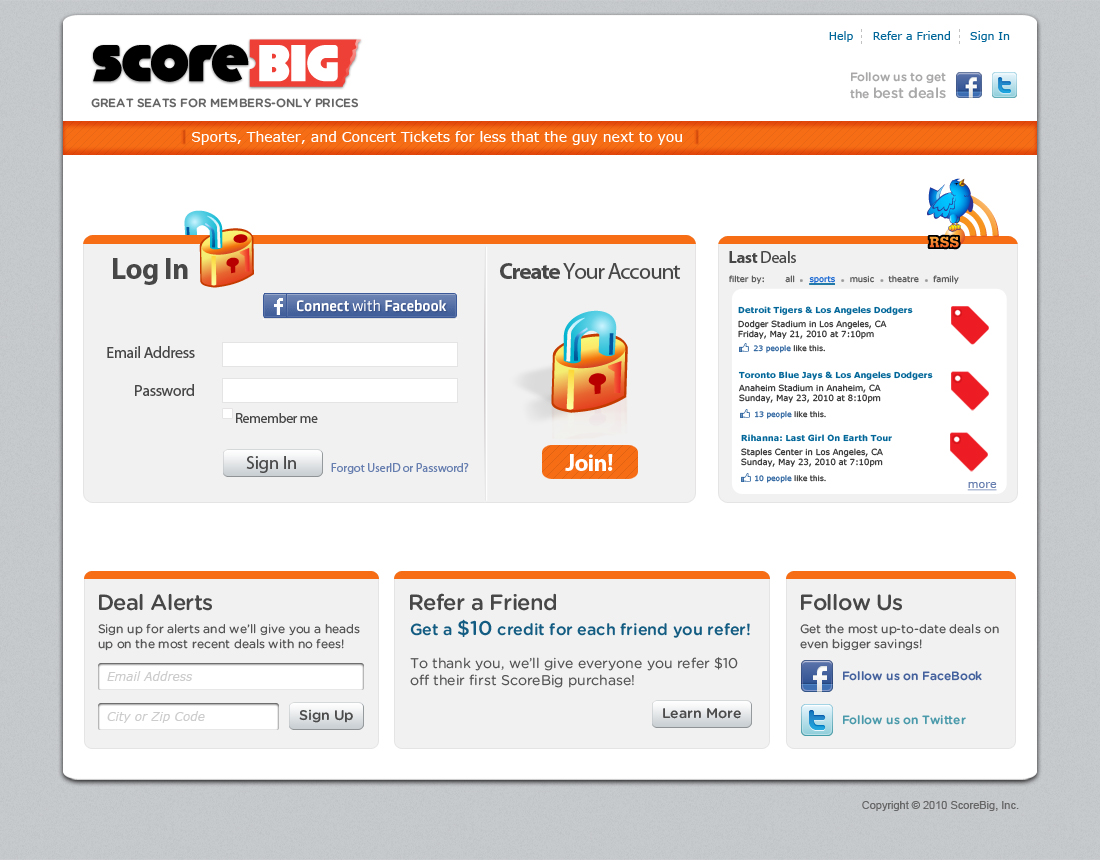 Help
Refer a Friend
Sign In
score BIG
GREAT SEATS FOR MEMBERS-ONLY PRICES
Follow us to get
the best deals
Sports, Theater, and Concert Tickets for less that the guy next to you
Log In
Connect with Facebook
Email Address
Password
Remember me
Sign In
Forgot UserID or Password?
Create Your Account
Join!
RSS
Last Deals
filter by: all sports music theatre family
Detroit Tigers & Los Angeles Dodgers
Dodger Stadium in Los Angeles, CA
Friday, May 21, 2010 at 7:10pm
23 people like this.
Toronto Blue Jays & Los Angeles Dodgers
Anaheim Stadium in Anaheim, CA
Sunday, May 23, 2010 at 8:10pm
13 people like this.
Rihanna: Last Girl On Earth Tour
Staples Center in Los Angeles, CA
Sunday, May 23, 2010 at 7:10pm
10 people like this.
more
Deal Alerts
Sign up for alerts and we'll give you a heads
up on the most recent deals with no fees!
Email Address
City or Zip Code
Sign Up
Refer a Friend
Get a $10 credit for each friend you refer!
To thank you, we'll give everyone you refer $10
off their first ScoreBig purchase!
Learn More
Follow Us
Get the most up-to-date deals on
even bigger savings!
Follow us on FaceBook
Follow us on Twitter
Copyright © 2010 ScoreBig, Inc.